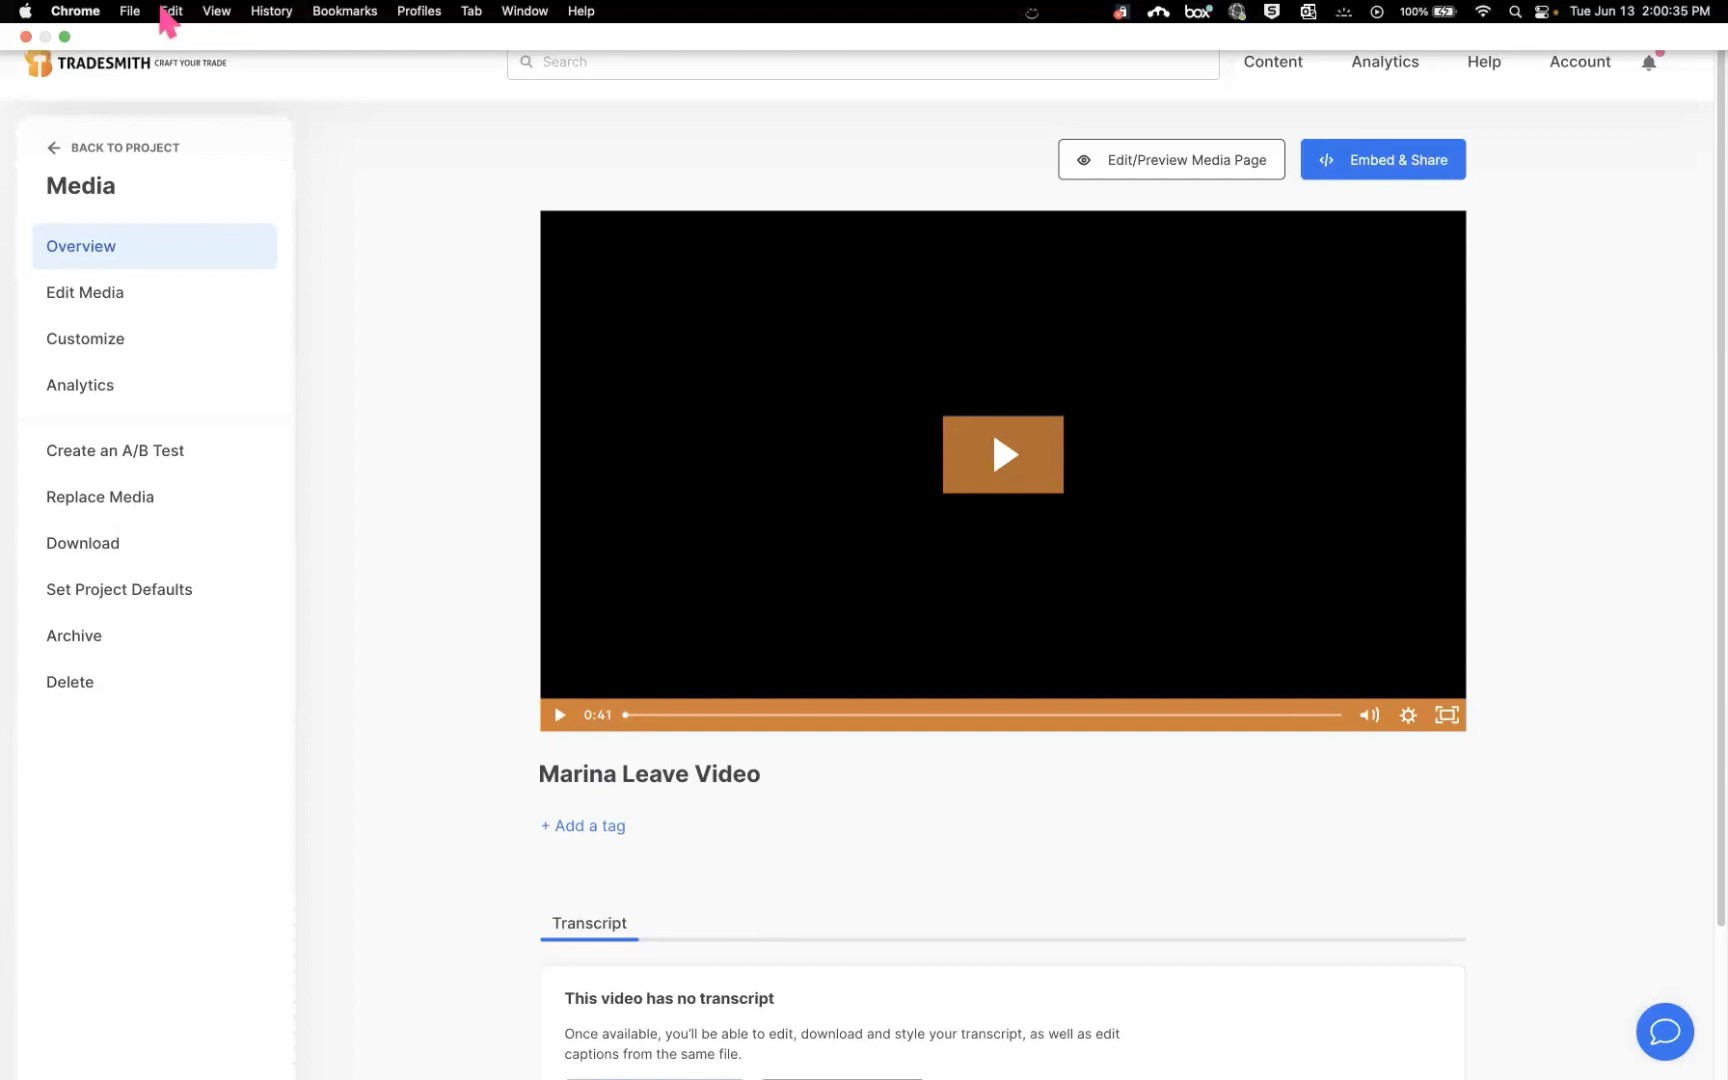 Chrome File Edit View History Bookmarks Profiles Tab Window Help box 100% Tue Jun 13 2:00:35 PM
TRADESMITH CRAFT YOUR TRADE
Search
Content Analytics Help Account
BACK TO PROJECT
Media
Overview
Edit Media
Customize
Analytics
Create an A/B Test
Replace Media
Download
Set Project Defaults
Archive
Delete
Edit/Preview Media Page
Embed & Share
0:41
Marina Leave Video
+ Add a tag
Transcript
This video has no transcript
Once available, you'll be able to edit, download and style your transcript, as well as edit
captions from the same file.